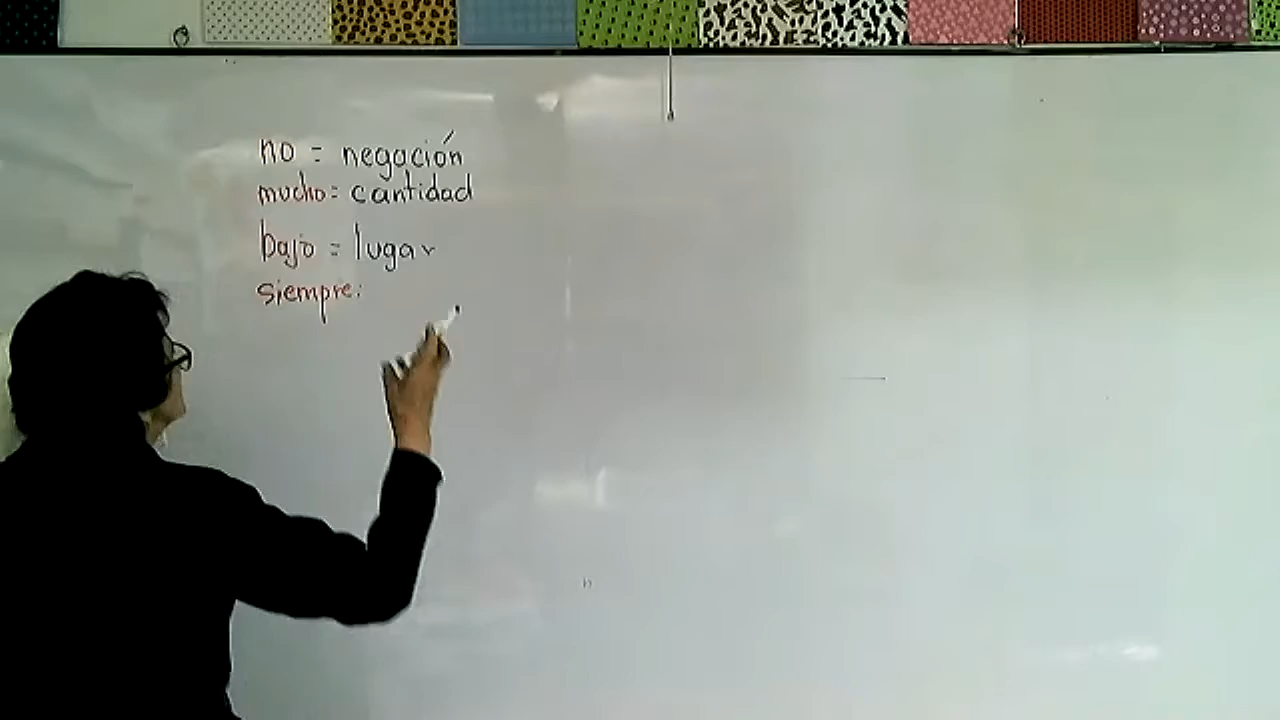 no = negación
mucho: cantidad
bajo = lugar
siempre: